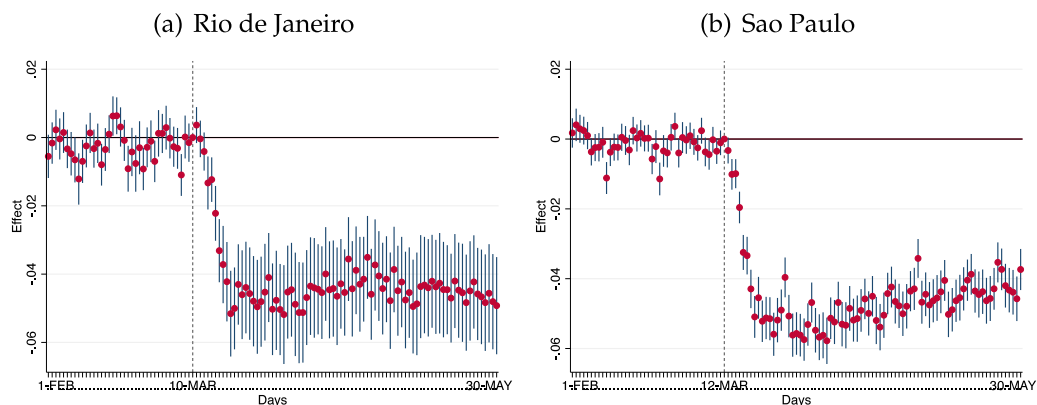 (a) Rio de Janeiro
.02
0
-.02
-.04
-.06
Effect
1-FEB
10-MAR
30-MAY
Days
(b) Sao Paulo
.02
0
-.02
-.04
-.06
Effect
1-FEB
12-MAR
30-MAY
Days